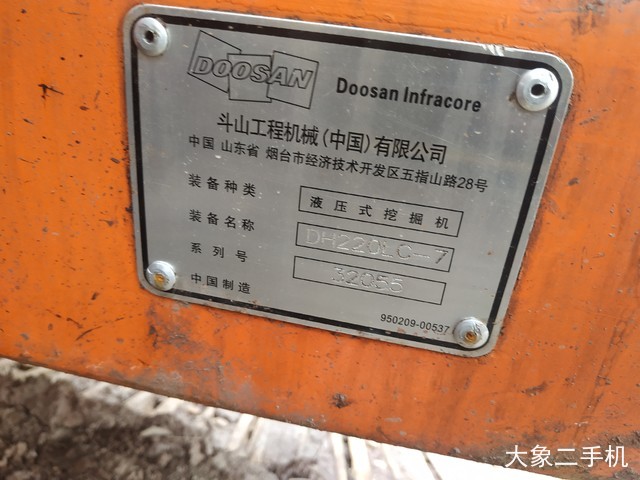 DOOSAN
Doosan Infracore
斗山工程机械(中国)有限公司
中国 山东省 烟台市经济技术开发区五指山路28号
装备种类 液压式挖掘机
装备名称 DH220LC-7
系列号 32056
中国制造
950209-00537
大象二手机